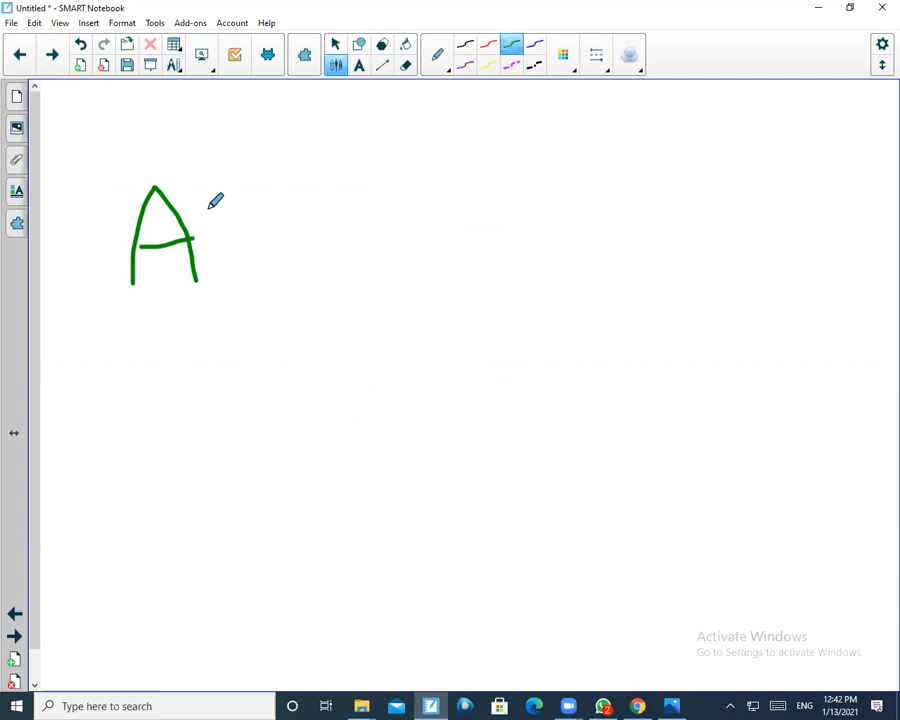 Untitled * - SMART Notebook
File Edit View Insert Format Tools Add-ons Account Help
A
Activate Windows
Go to Settings to activate Windows.
Type here to search
2
ENG
12:42 PM
1/13/2021